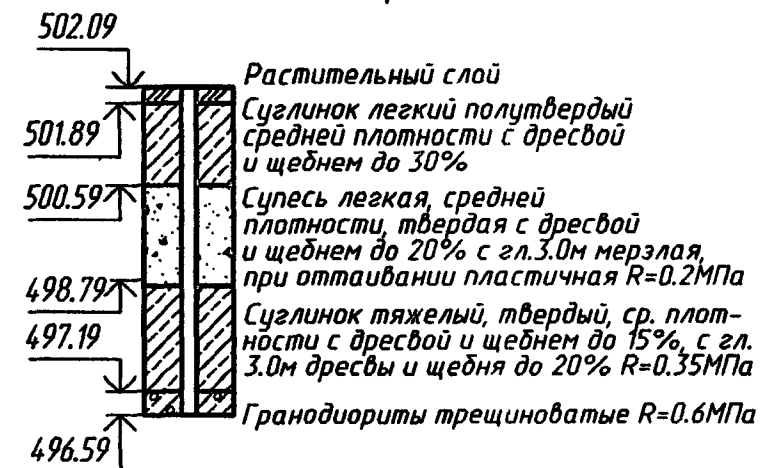 502.09
Растительный слой
Суглинок легкий полутвердый
501.89
средней плотности с дресвой
и щебнем до 30%
500.59
Супесь легкая, средней
плотности, твердая с дресвой
и щебнем до 20% с гл.3.0м мерзлая,
при оттаивании пластичная R=0.2МПа
498.79
Суглинок тяжелый, твердый, ср. плот-
497.19
ности с дресвой и щебнем до 15%, с гл.
3.0м дресвы и щебня до 20% R=0.35МПа
Гранодиориты трещиноватые R=0.6МПа
496.59